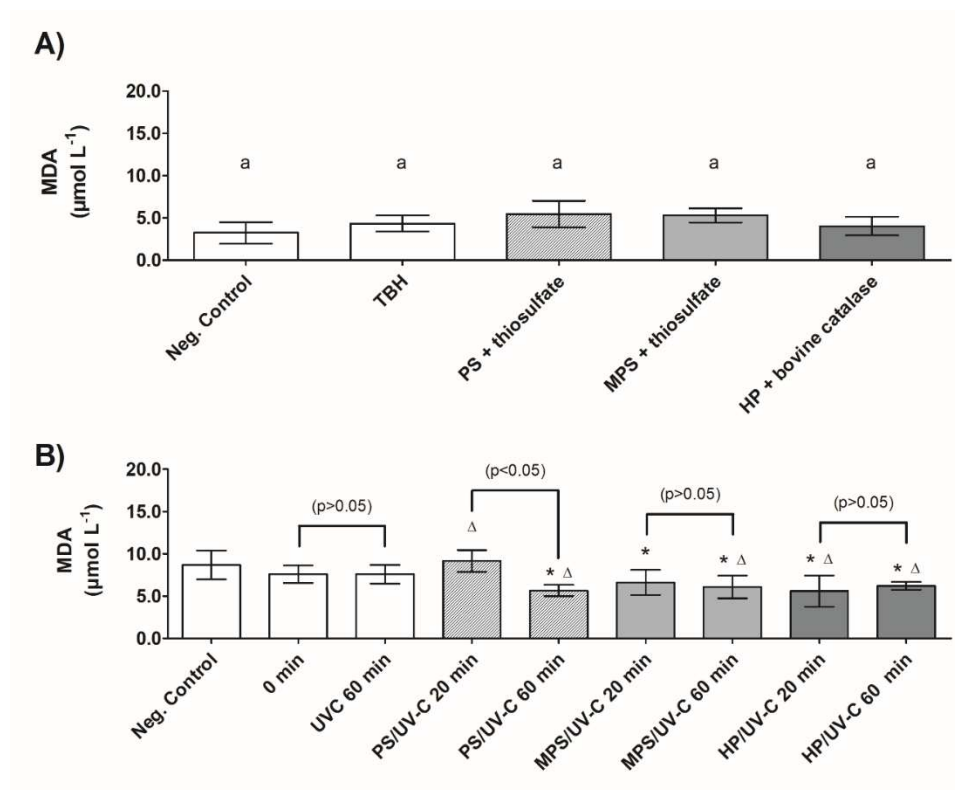 A)
20.0
15.0
10.0
5.0
0.0
MDA
(µmol L⁻¹)
a a a a a
Neg. Control
TBH
PS + thiosulfate
MPS + thiosulfate
HP + bovine catalase
B)
20.0
15.0
10.0
5.0
0.0
MDA
(µmol L⁻¹)
(p>0.05)
(p<0.05)
(p>0.05)
(p>0.05)
Δ
* Δ
*
* Δ
* Δ
* Δ
Neg. Control
0 min
UVC 60 min
PS/UV-C 20 min
PS/UV-C 60 min
MPS/UV-C 20 min
MPS/UV-C 60 min
HP/UV-C 20 min
HP/UV-C 60 min